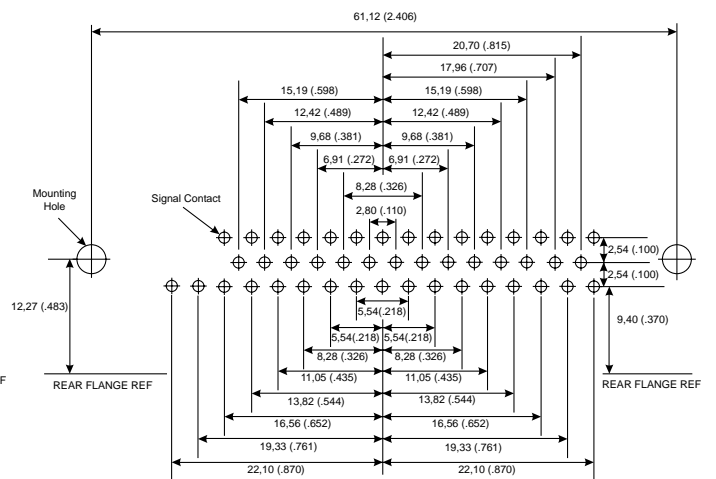 61,12 (2.406)
20,70 (.815)
17,96 (.707)
15,19 (.598) 15,19 (.598)
12,42 (.489) 12,42 (.489)
9,68 (.381) 9,68 (.381)
6,91 (.272) 6,91 (.272)
8,28 (.326)
Mounting
Hole
Signal Contact
2,80 (.110)
2,54 (.100)
2,54 (.100)
12,27 (.483)
5,54(.218)
9,40 (.370)
5,54(.218) 5,54(.218)
8,28 (.326) 8,28 (.326)
11,05 (.435) 11,05 (.435)
F
REAR FLANGE REF
REAR FLANGE REF
13,82 (.544) 13,82 (.544)
16,56 (.652) 16,56 (.652)
19,33 (.761) 19,33 (.761)
22,10 (.870) 22,10 (.870)